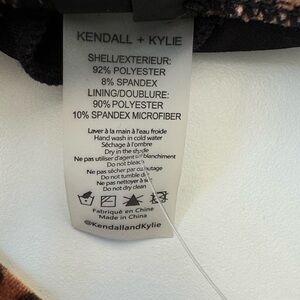 KENDALL + KYLIE
SHELL/EXTERIEUR:
92% POLYESTER
8% SPANDEX
LINING/DOUBLURE:
90% POLYESTER
10% SPANDEX MICROFIBER
Laver à la main à l'eau froide
Hand wash in cold water
Séchage à l'ombre
Dry in the shade
Ne pas utiliser d'agent blanchiment
Do not bleach
Ne pas sécher par culbutage
Do not tumble dry
Ne pas nettoyer à sec
Do not dry clean
Fabriqué en Chine
Made in China
@KendallandKylie